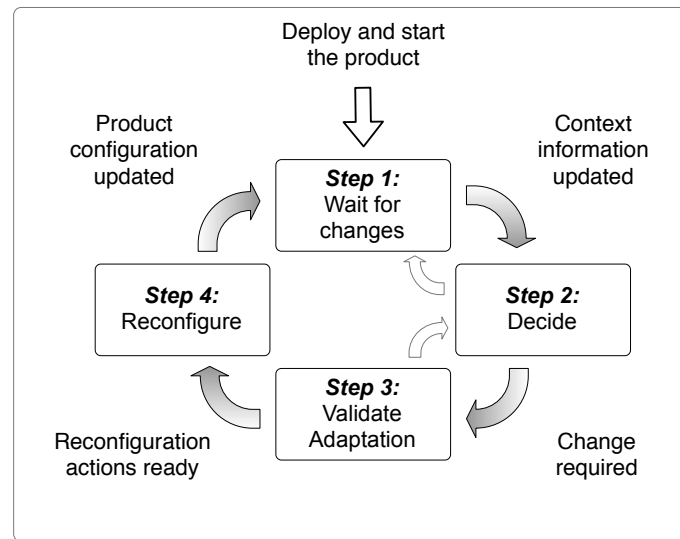 Deploy and start
the product
Product
configuration
updated
Context
information
updated
Step 1:
Wait for
changes
Step 4:
Reconfigure
Step 2:
Decide
Step 3:
Validate
Adaptation
Reconfiguration
actions ready
Change
required